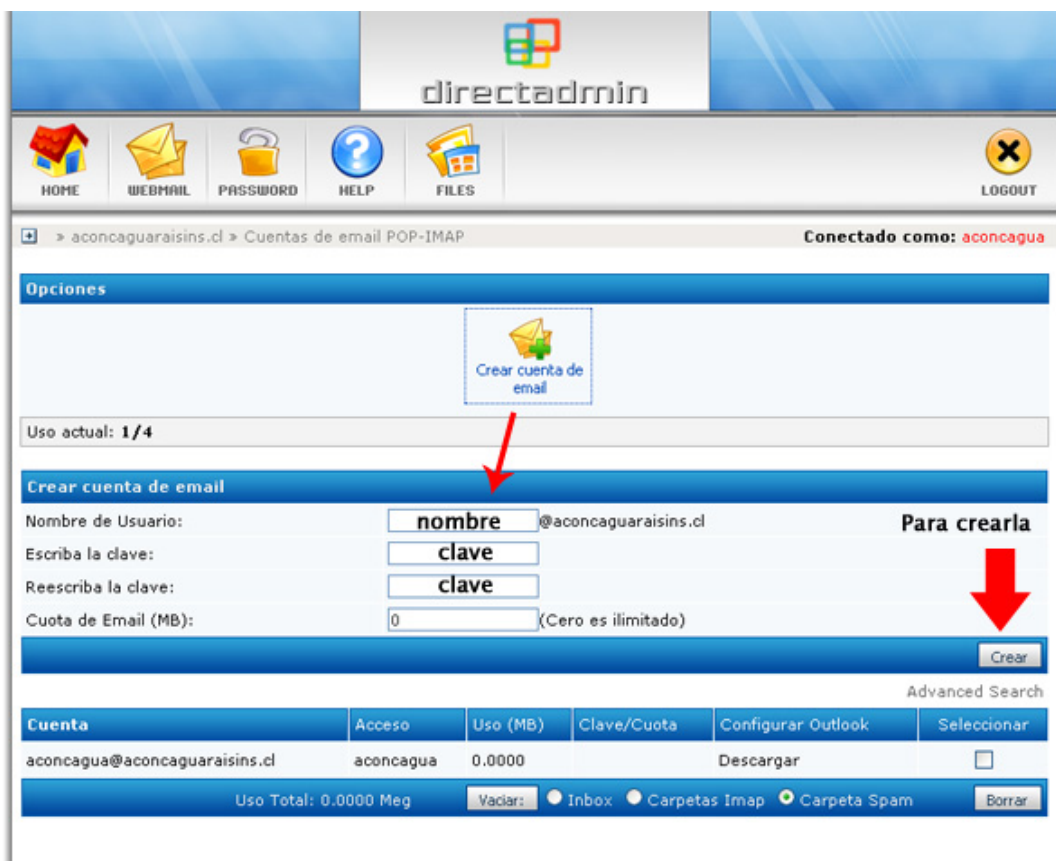 directadmin
HOME WEBMAIL PASSWORD HELP FILES LOGOUT
» aconcaguaraisins.cl » Cuentas de email POP-IMAP Conectado como: aconcagua
Opciones
Crear cuenta de
email
Uso actual: 1/4
Crear cuenta de email
Nombre de Usuario: nombre @aconcaguaraisins.cl Para crearla
Escriba la clave: clave
Reescriba la clave: clave
Cuota de Email (MB): 0 (Cero es ilimitado)
Crear
Advanced Search
Cuenta Acceso Uso (MB) Clave/Cuota Configurar Outlook Seleccionar
aconcagua@aconcaguaraisins.cl aconcagua 0.0000 Descargar
Uso Total: 0.0000 Meg Vaciar: Inbox Carpetas Imap Carpeta Spam Borrar